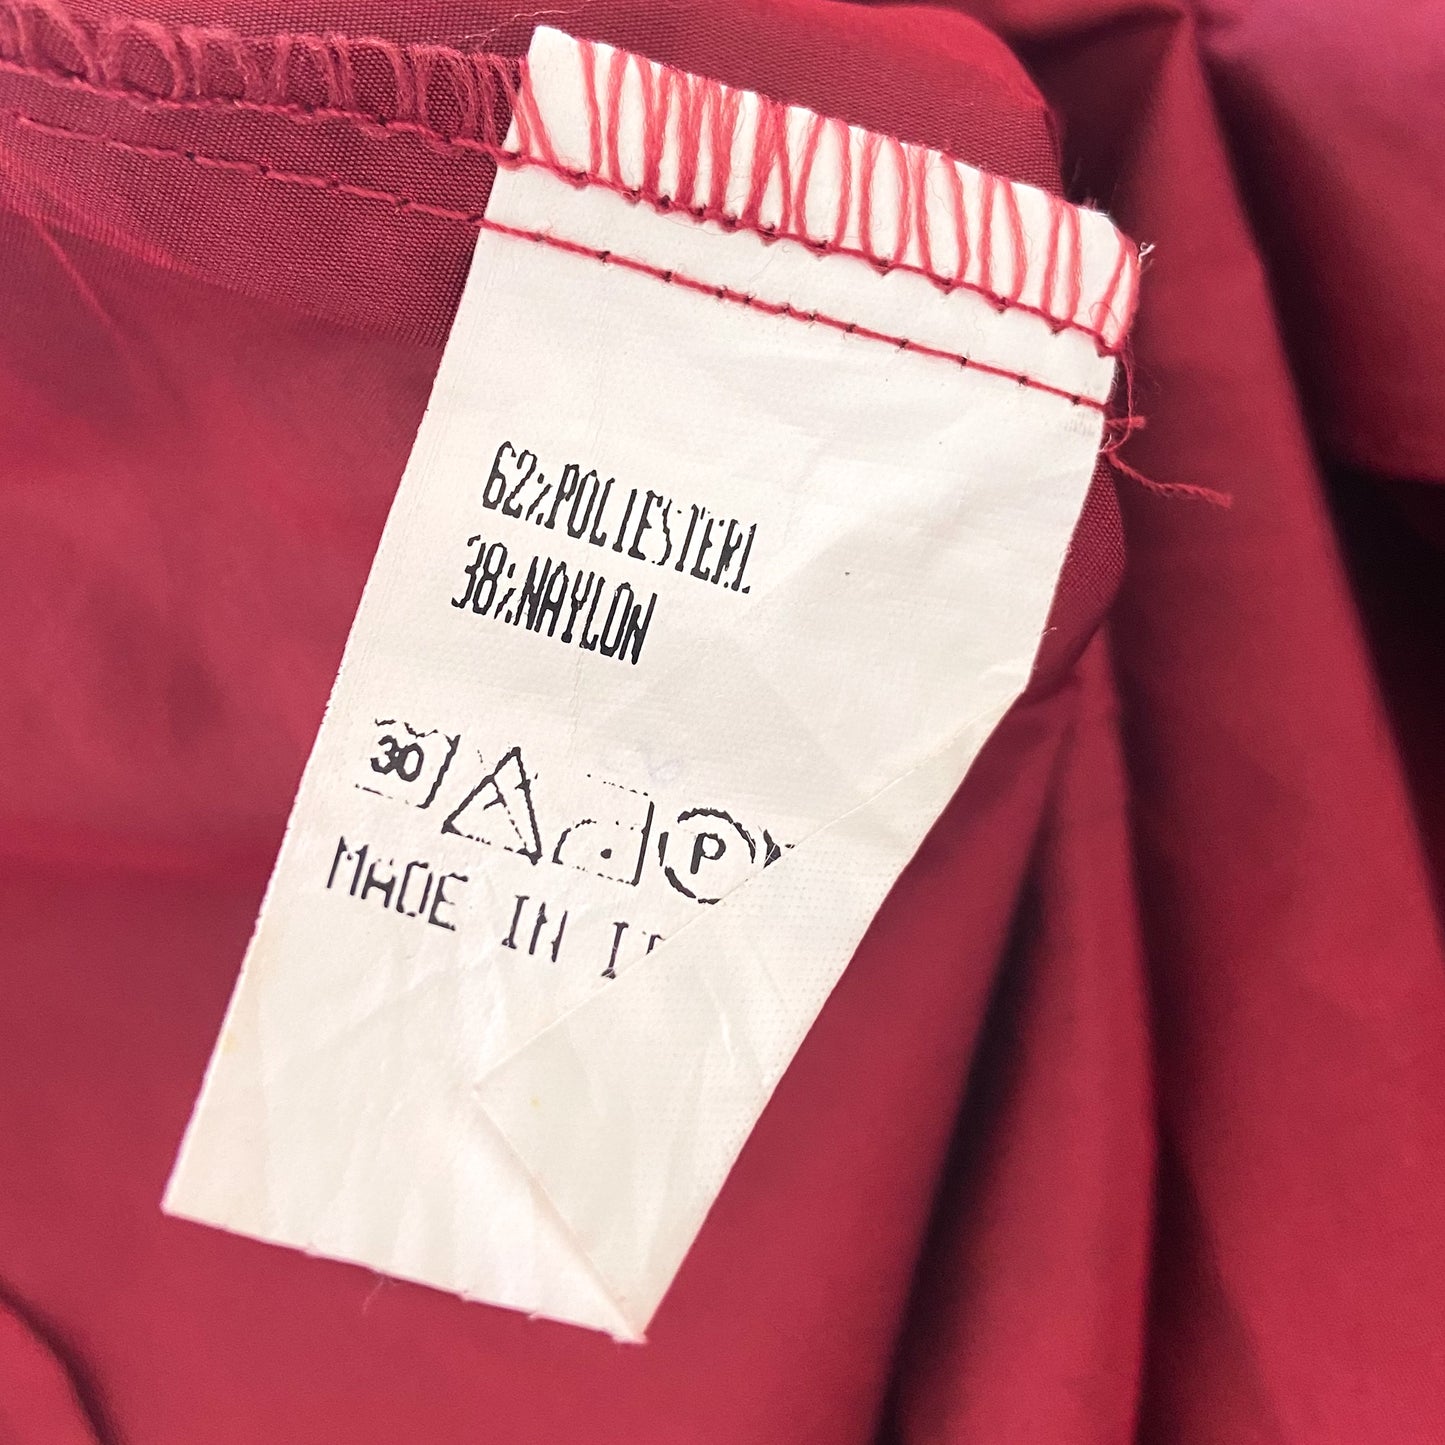 62%POLIESTERE
38%NAYLON
30
P
MADE IN